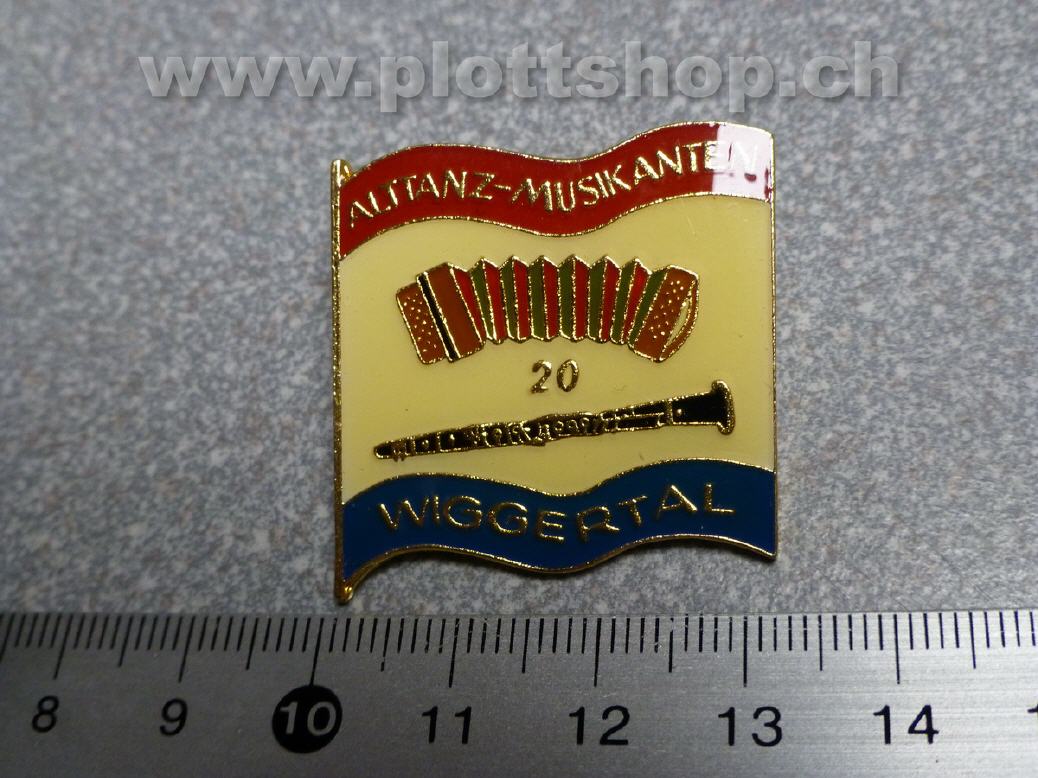 www.plottshop.ch
ALTTANZ-MUSIKANTEN
20
WIGGERTAL
8 9 10 11 12 13 14